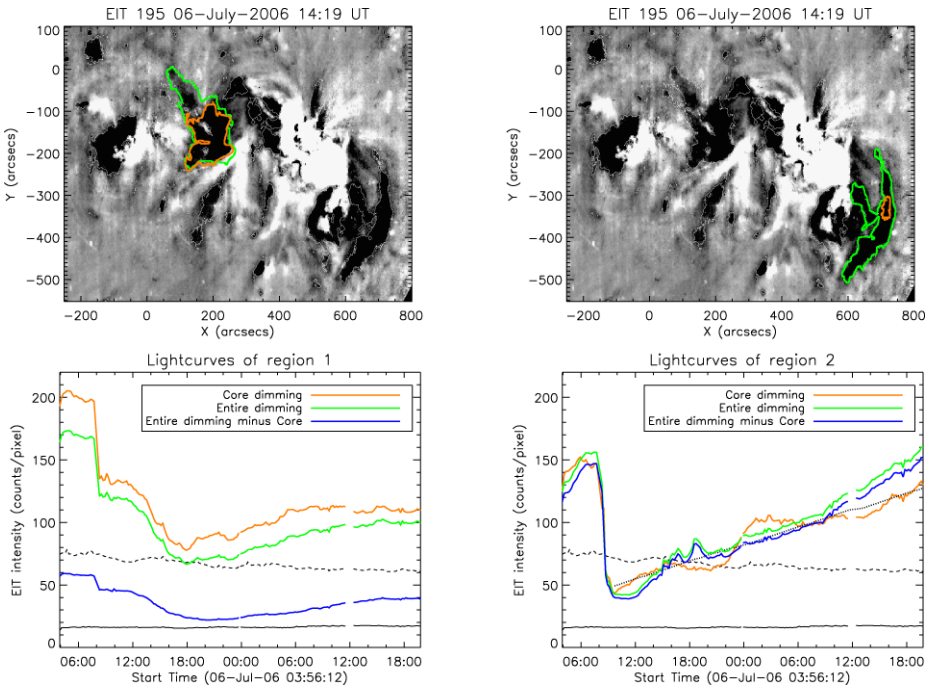 EIT 195 06-July-2006 14:19 UT
100
0
-100
-200
-300
-400
-500
Y (arcsecs)
-200 0 200 400 600 800
X (arcsecs)
EIT 195 06-July-2006 14:19 UT
100
0
-100
-200
-300
-400
-500
Y (arcsecs)
-200 0 200 400 600 800
X (arcsecs)
Lightcurves of region 1
Core dimming
Entire dimming
Entire dimming minus Core
200
150
100
50
0
EIT intensity (counts/pixel)
06:00 12:00 18:00 00:00 06:00 12:00 18:00
Start Time (06-Jul-06 03:56:12)
Lightcurves of region 2
Core dimming
Entire dimming
Entire dimming minus Core
200
150
100
50
0
EIT intensity (counts/pixel)
06:00 12:00 18:00 00:00 06:00 12:00 18:00
Start Time (06-Jul-06 03:56:12)